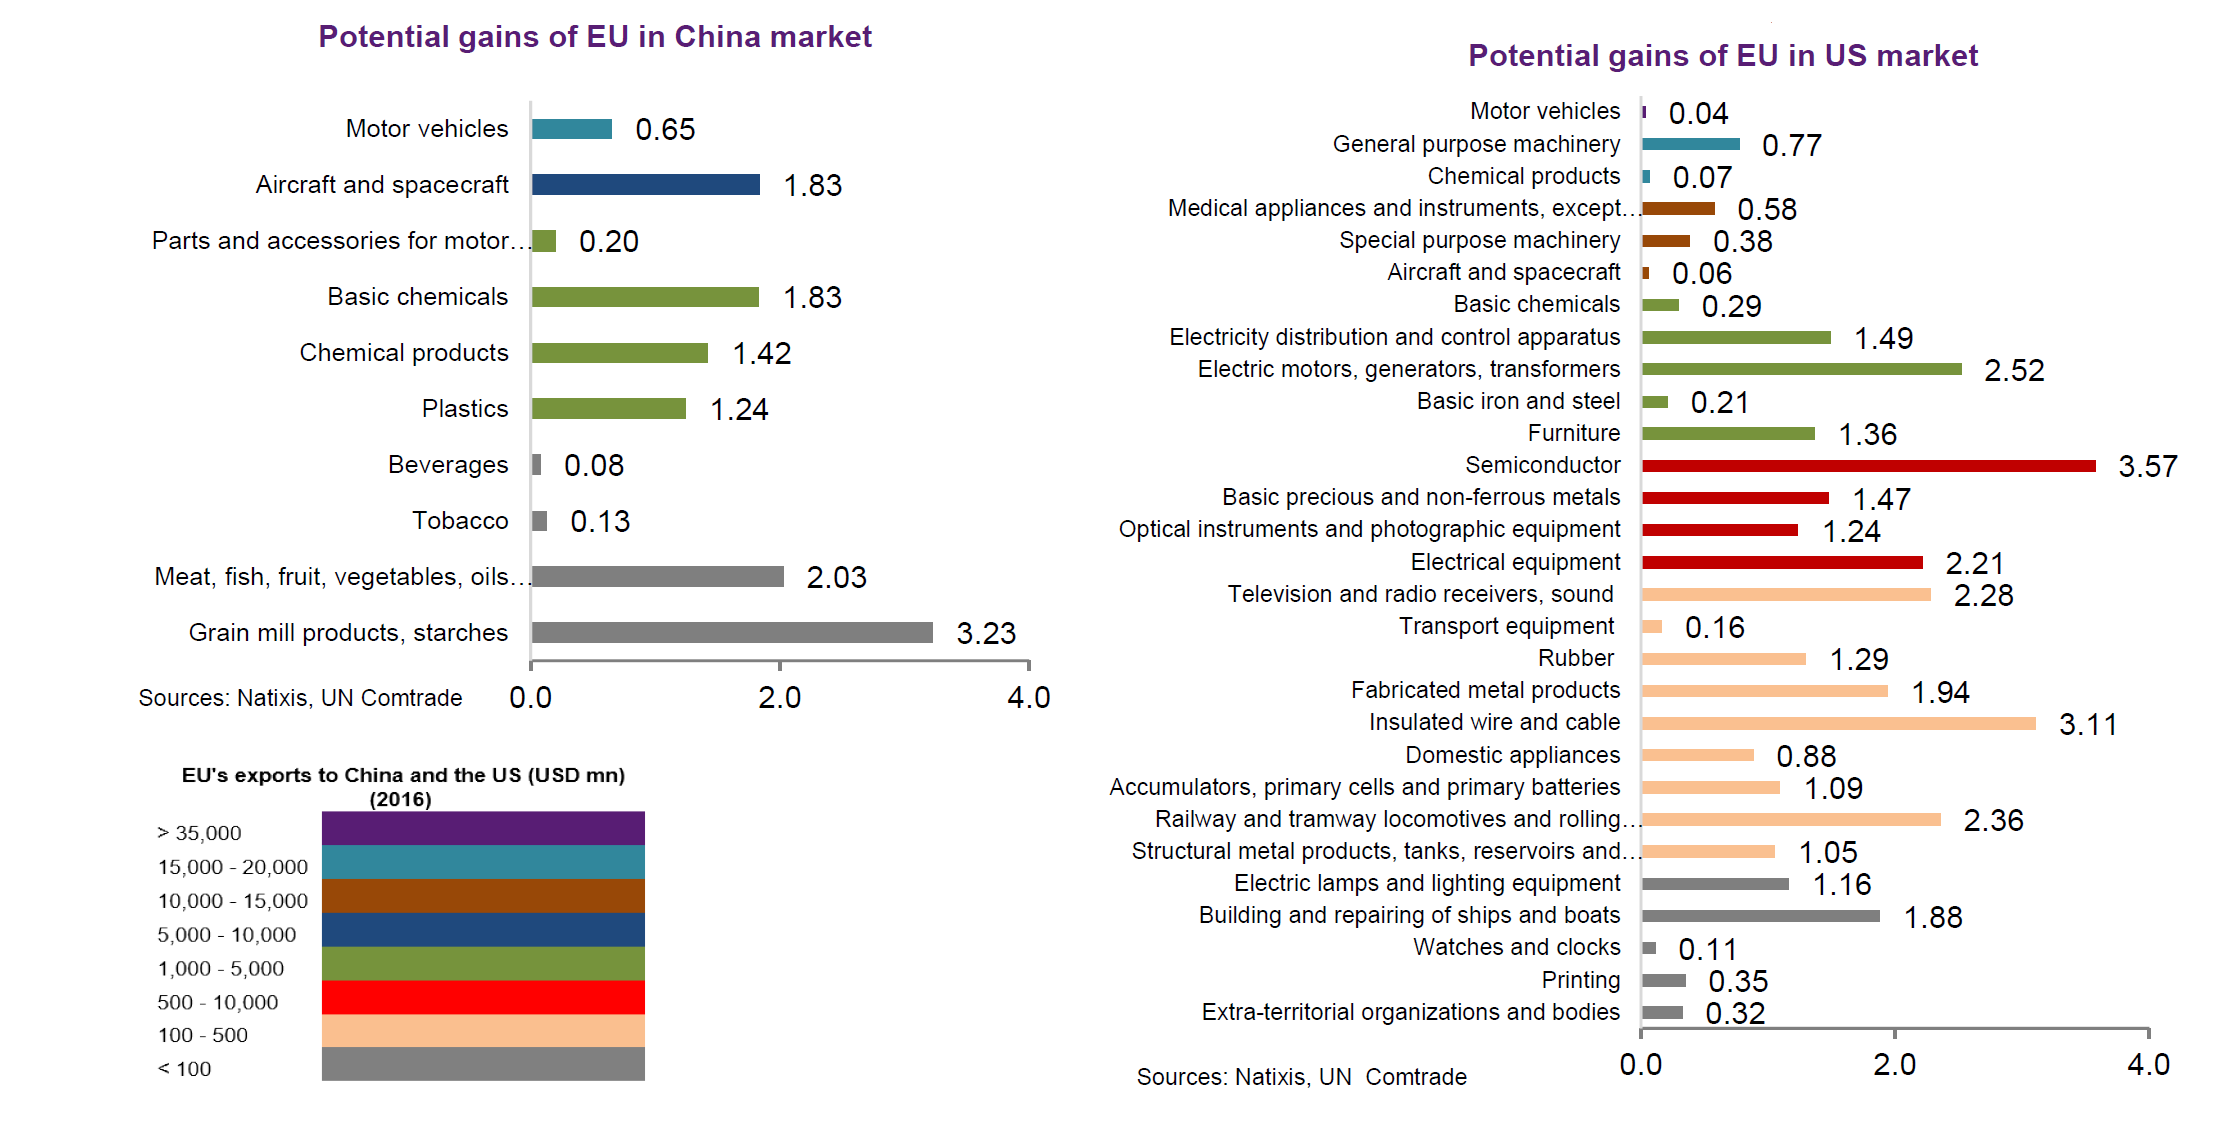 Potential gains of EU in China market
Motor vehicles 0.65
Aircraft and spacecraft 1.83
Parts and accessories for motor… 0.20
Basic chemicals 1.83
Chemical products 1.42
Plastics 1.24
Beverages 0.08
Tobacco 0.13
Meat, fish, fruit, vegetables, oils… 2.03
Grain mill products, starches 3.23
0.0 2.0 4.0
Sources: Natixis, UN Comtrade
EU's exports to China and the US (USD mn)
(2016)
> 35,000
15,000 - 20,000
10,000 - 15,000
5,000 - 10,000
1,000 - 5,000
500 - 10,000
100 - 500
< 100
Potential gains of EU in US market
Motor vehicles 0.04
General purpose machinery 0.77
Chemical products 0.07
Medical appliances and instruments, except… 0.58
Special purpose machinery 0.38
Aircraft and spacecraft 0.06
Basic chemicals 0.29
Electricity distribution and control apparatus 1.49
Electric motors, generators, transformers 2.52
Basic iron and steel 0.21
Furniture 1.36
Semiconductor 3.57
Basic precious and non-ferrous metals 1.47
Optical instruments and photographic equipment 1.24
Electrical equipment 2.21
Television and radio receivers, sound 2.28
Transport equipment 0.16
Rubber 1.29
Fabricated metal products 1.94
Insulated wire and cable 3.11
Domestic appliances 0.88
Accumulators, primary cells and primary batteries 1.09
Railway and tramway locomotives and rolling… 2.36
Structural metal products, tanks, reservoirs and… 1.05
Electric lamps and lighting equipment 1.16
Building and repairing of ships and boats 1.88
Watches and clocks 0.11
Printing 0.35
Extra-territorial organizations and bodies 0.32
0.0 2.0 4.0
Sources: Natixis, UN Comtrade